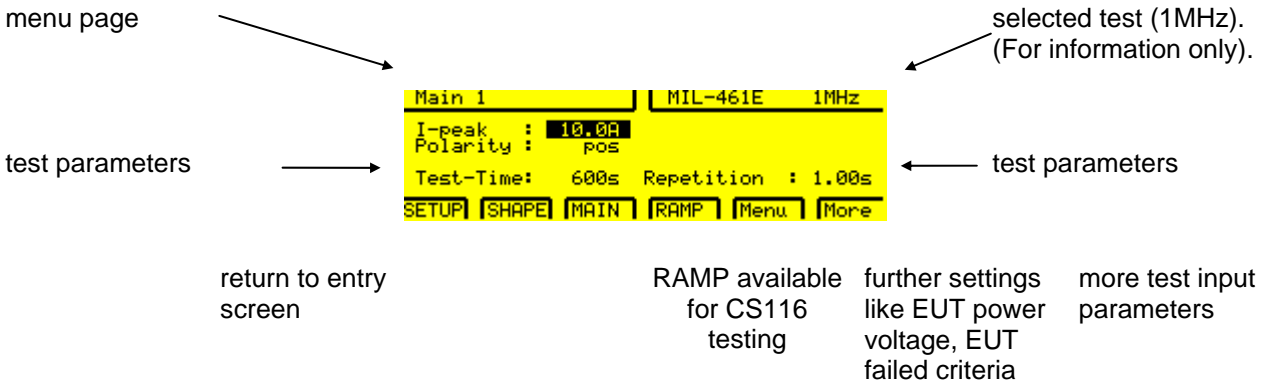 menu page
selected test (1MHz).
(For information only).
Main 1 MIL-461E 1MHz
I-peak : 10.0A
Polarity : pos
test parameters
test parameters
Test-Time: 600s Repetition : 1.00s
SETUP SHAPE MAIN RAMP Menu More
return to entry
screen
RAMP available
for CS116
testing
further settings
like EUT power
voltage, EUT
failed criteria
more test input
parameters